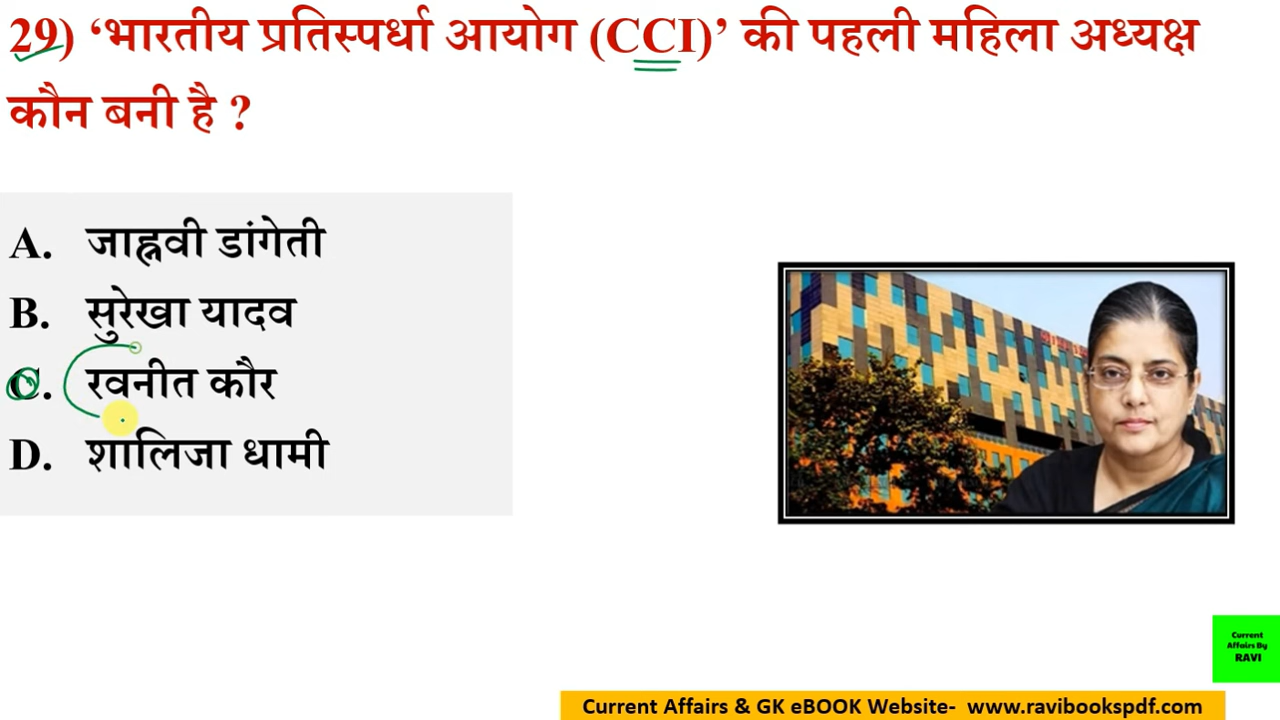 29) ‘भारतीय प्रतिस्पर्धा आयोग (CCI)’ की पहली महिला अध्यक्ष
कौन बनी है ?
A. जाह्नवी डांगेती
B. सुरेखा यादव
C. रवनीत कौर
D. शालिजा धामी
Current
Affairs By
RAVI
Current Affairs & GK eBOOK Website- www.ravibookspdf.com